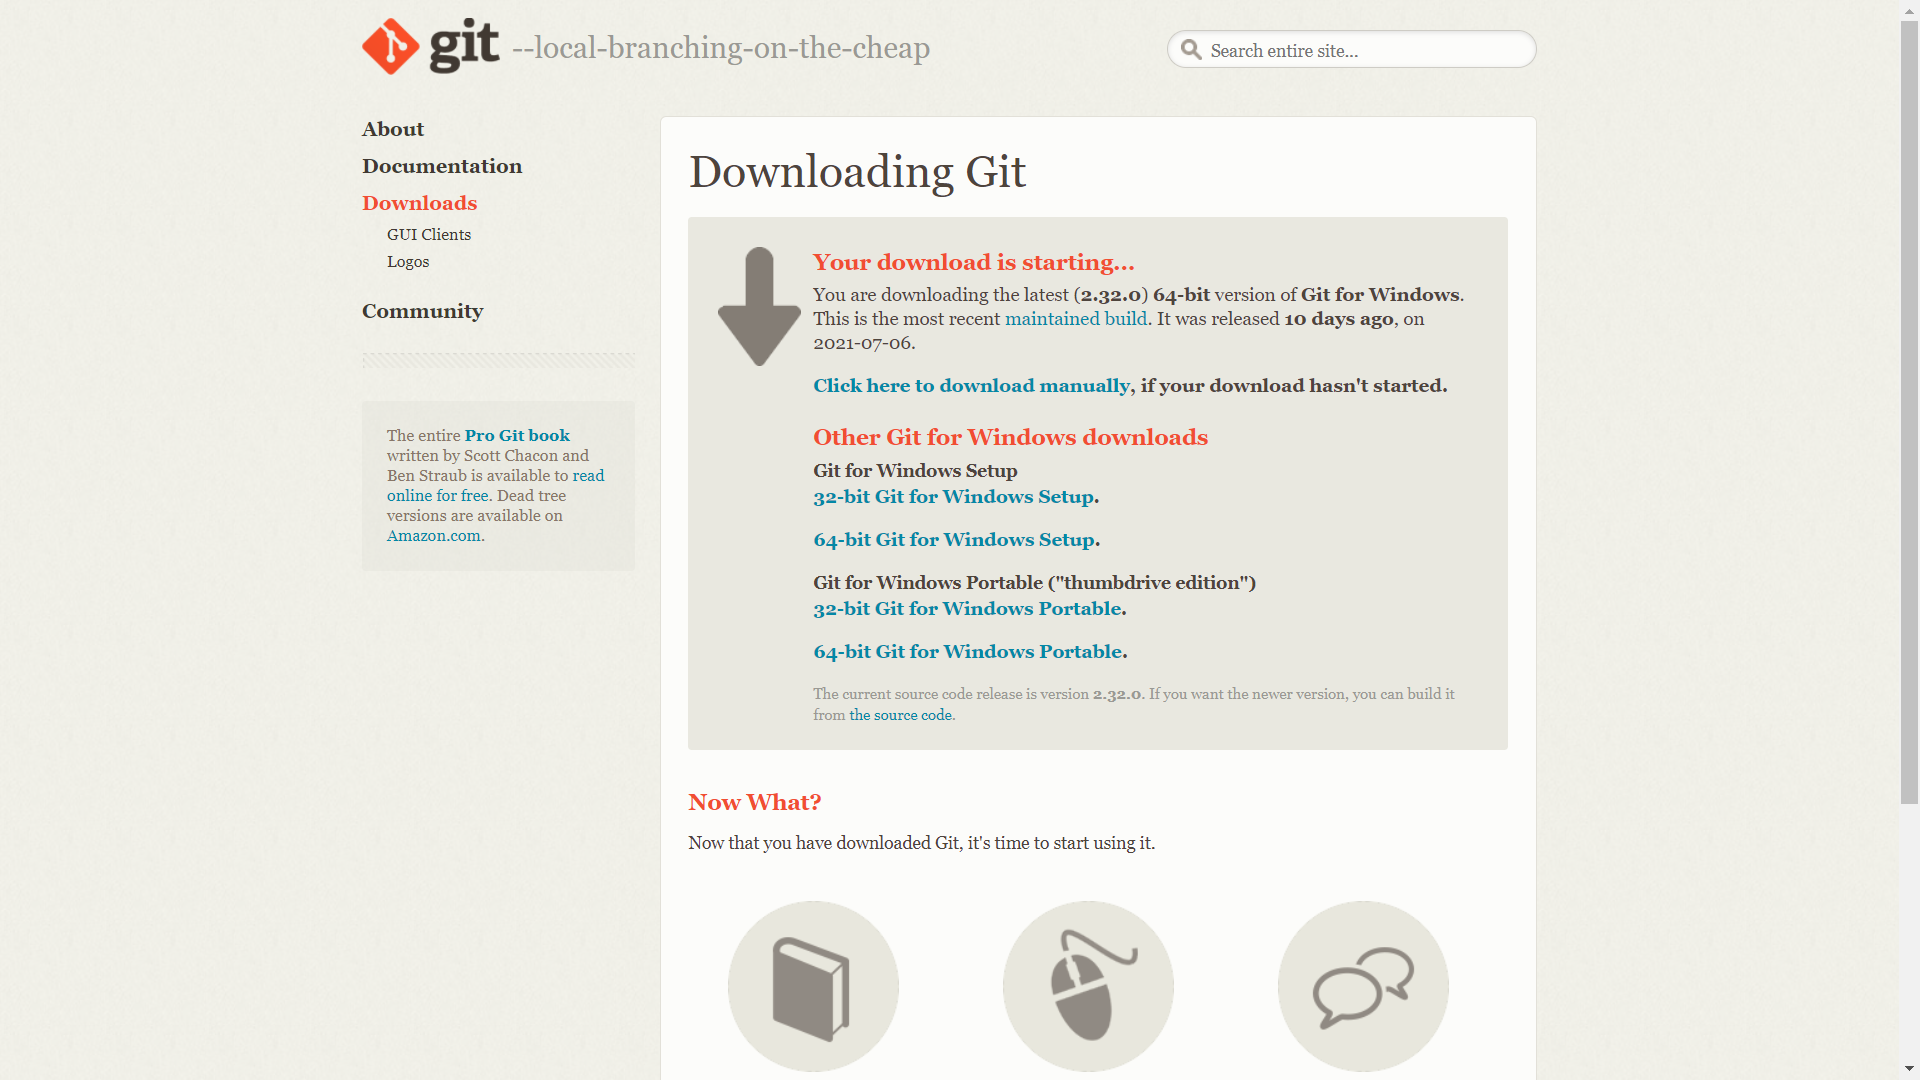 git --local-branching-on-the-cheap
Search entire site...
About
Documentation
Downloads
GUI Clients
Logos
Community
The entire Pro Git book
written by Scott Chacon and
Ben Straub is available to read
online for free. Dead tree
versions are available on
Amazon.com.
Downloading Git
Your download is starting...
You are downloading the latest (2.32.0) 64-bit version of Git for Windows.
This is the most recent maintained build. It was released 10 days ago, on
2021-07-06.
Click here to download manually, if your download hasn't started.
Other Git for Windows downloads
Git for Windows Setup
32-bit Git for Windows Setup.
64-bit Git for Windows Setup.
Git for Windows Portable ("thumbdrive edition")
32-bit Git for Windows Portable.
64-bit Git for Windows Portable.
The current source code release is version 2.32.0. If you want the newer version, you can build it
from the source code.
Now What?
Now that you have downloaded Git, it's time to start using it.